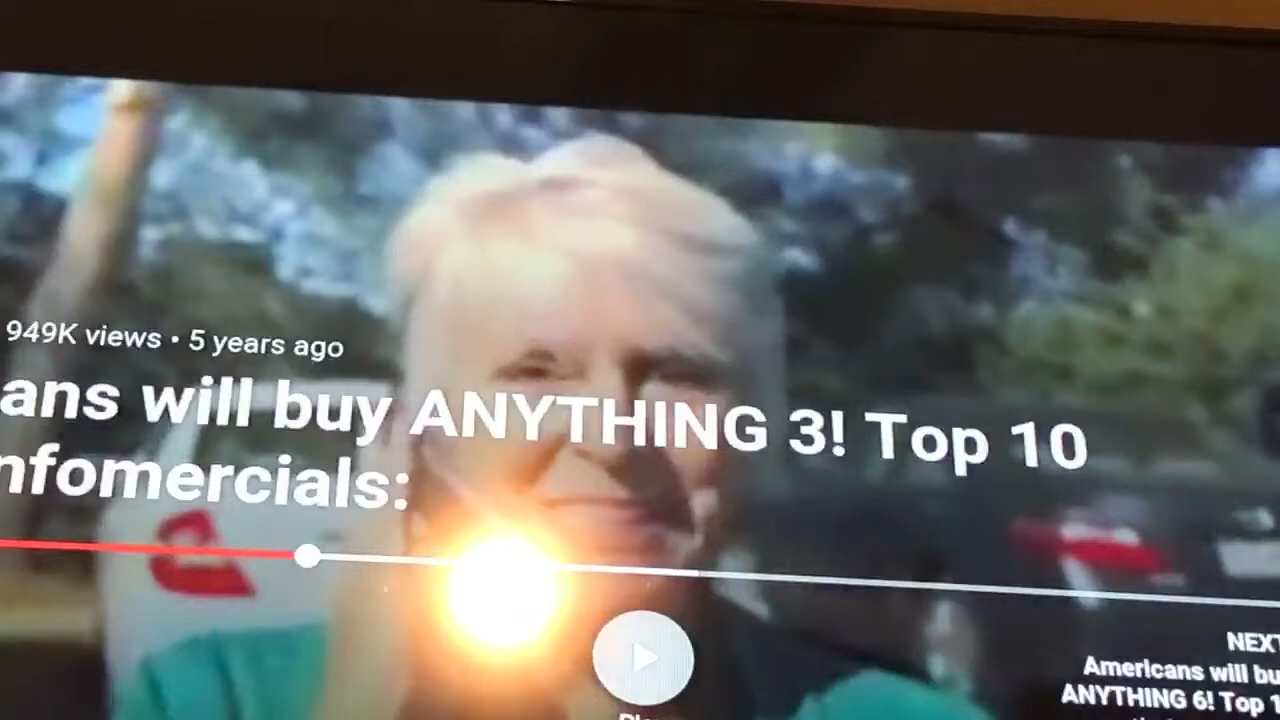 949K views • 5 years ago
ans will buy ANYTHING 3! Top 10
nfomercials:
NEXT
Americans will bu
ANYTHING 6! Top 1